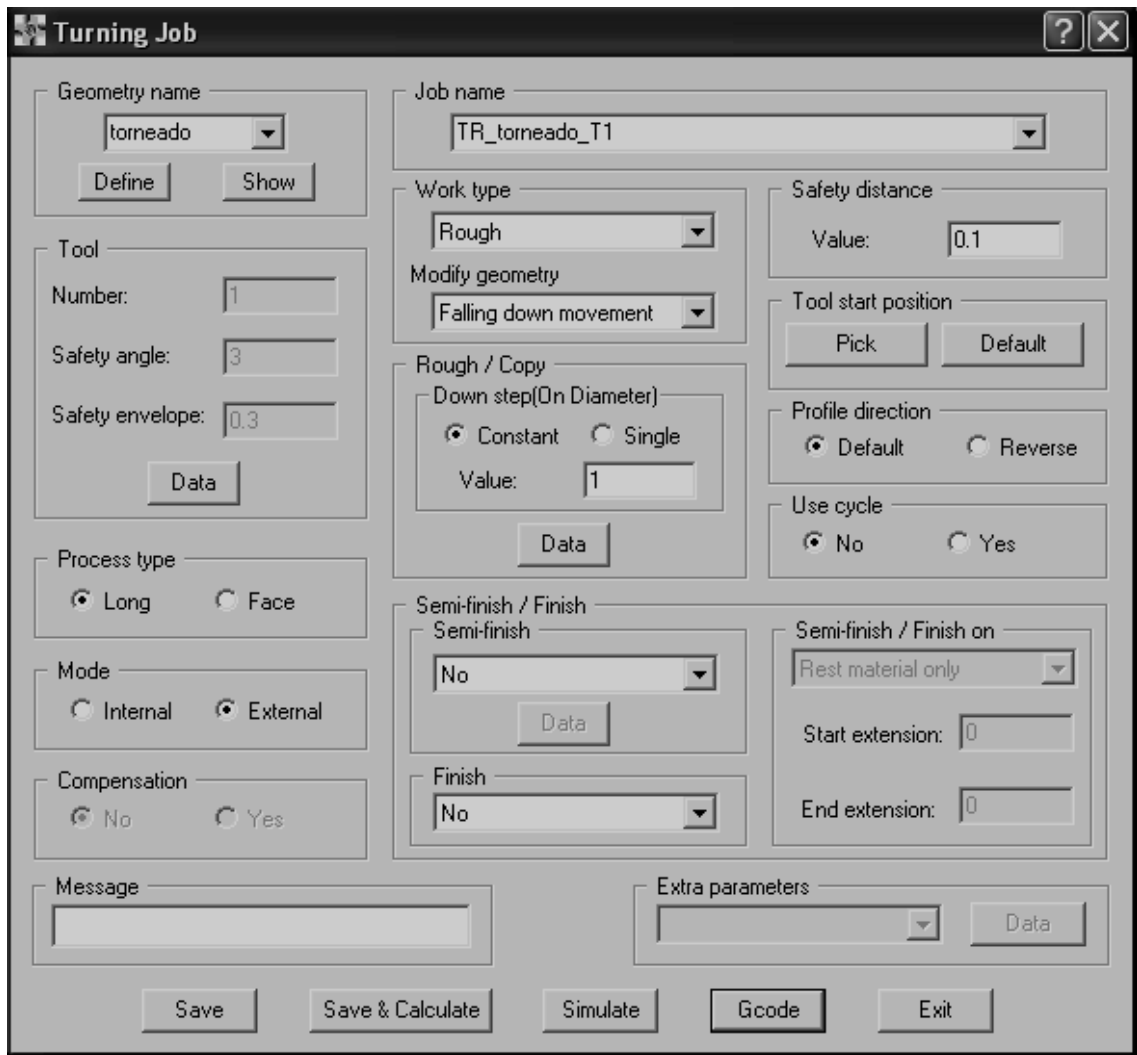 Turning Job
Geometry name
torneado
Define Show
Job name
TR_torneado_T1
Tool
Number: 1
Safety angle: 3
Safety envelope: 0.3
Data
Work type
Rough
Modify geometry
Falling down movement
Safety distance
Value: 0.1
Tool start position
Pick Default
Rough / Copy
Down step(On Diameter)
Constant Single
Value: 1
Data
Profile direction
Default Reverse
Use cycle
No Yes
Process type
Long Face
Mode
Internal External
Compensation
No Yes
Semi-finish / Finish
Semi-finish
No
Data
Finish
No
Semi-finish / Finish on
Rest material only
Start extension: 0
End extension: 0
Message
Extra parameters
Data
Save Save & Calculate Simulate Gcode Exit